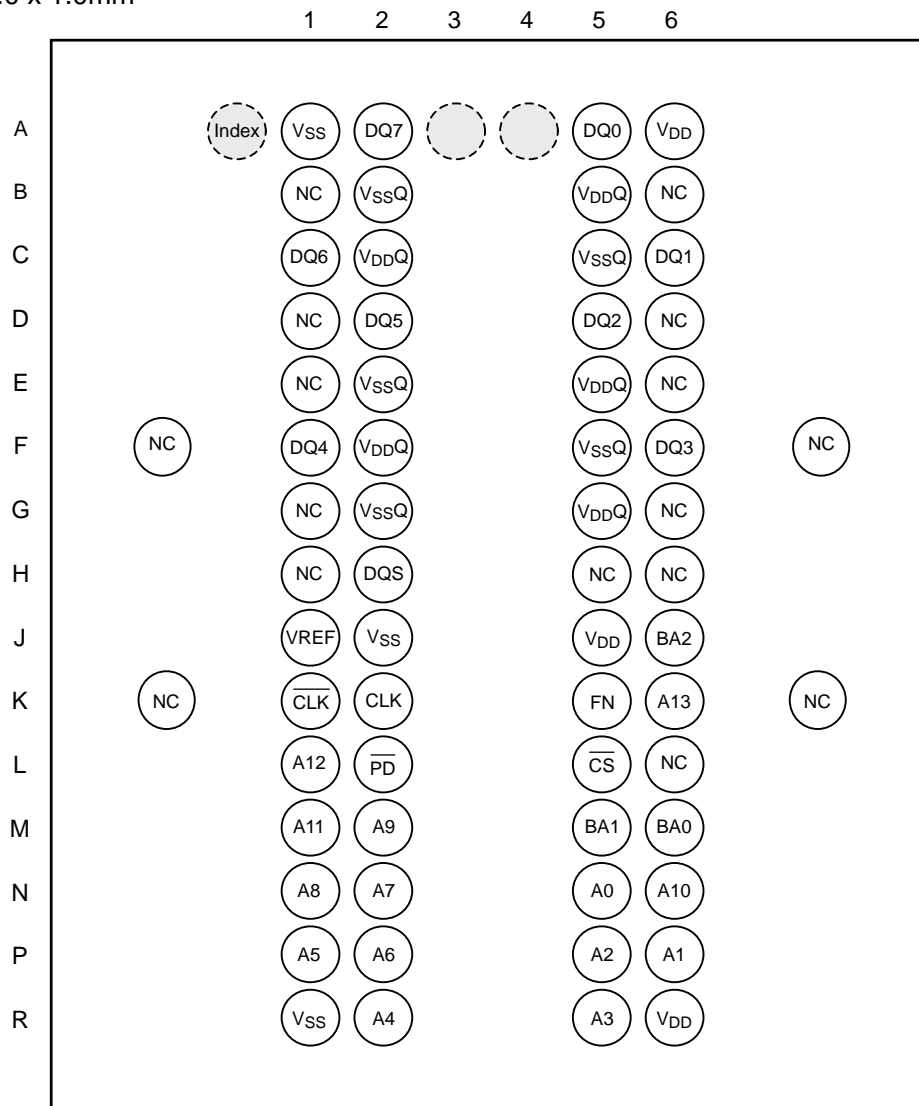 1 2 3 4 5 6
A Index VSS DQ7 DQ0 VDD
B NC VSSQ VDDQ NC
C DQ6 VDDQ VSSQ DQ1
D NC DQ5 DQ2 NC
E NC VSSQ VDDQ NC
F NC DQ4 VDDQ VSSQ DQ3 NC
G NC VSSQ VDDQ NC
H NC DQS NC NC
J VREF VSS VDD BA2
K NC C̅L̅K̅ CLK FN A13 NC
L A12 P̅D̅ C̅S̅ NC
M A11 A9 BA1 BA0
N A8 A7 A0 A10
P A5 A6 A2 A1
R VSS A4 A3 VDD